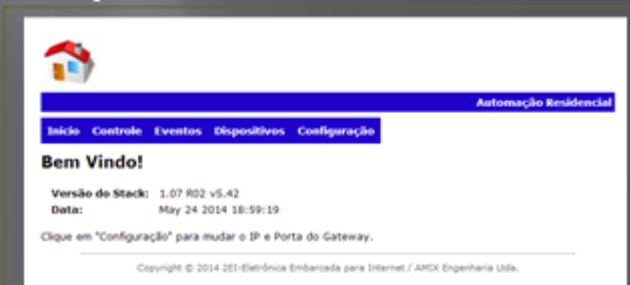 Automação Residencial
Início Controle Eventos Dispositivos Configuração
Bem Vindo!
Versão do Stack: 1.07 R02 v5.42
Data: May 24 2014 18:59:19
Clique em "Configuração" para mudar o IP e Porta do Gateway.
Copyright © 2014 2EI-Eletrônica Embarcada para Internet / AMIX Engenharia Ltda.